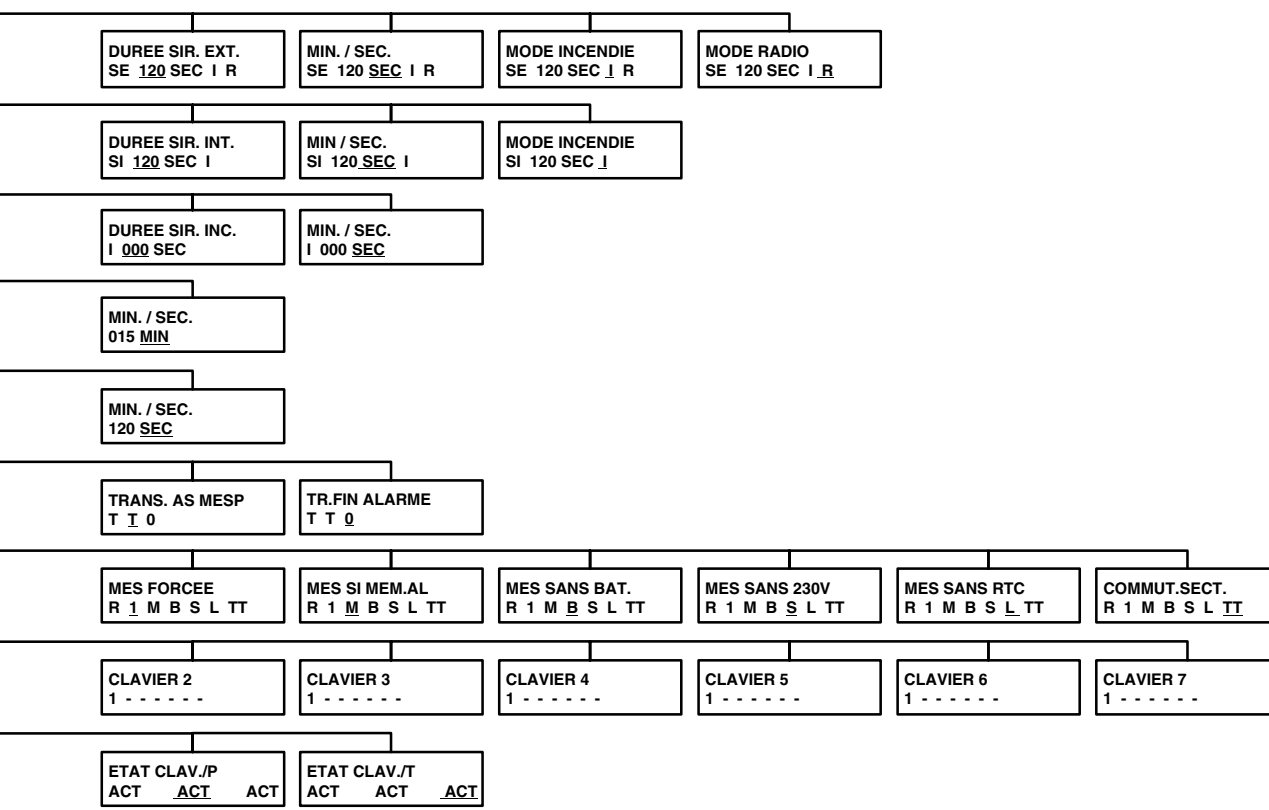 DUREE SIR. EXT.
SE 120 SEC I R
MIN. / SEC.
SE 120 SEC I R
MODE INCENDIE
SE 120 SEC I R
MODE RADIO
SE 120 SEC I R
DUREE SIR. INT.
SI 120 SEC I
MIN / SEC.
SI 120 SEC I
MODE INCENDIE
SI 120 SEC I
DUREE SIR. INC.
I 000 SEC
MIN. / SEC.
I 000 SEC
MIN. / SEC.
015 MIN
MIN. / SEC.
120 SEC
TRANS. AS MESP
T T 0
TR.FIN ALARME
T T 0
MES FORCEE
R 1 M B S L TT
MES SI MEM.AL
R 1 M B S L TT
MES SANS BAT.
R 1 M B S L TT
MES SANS 230V
R 1 M B S L TT
MES SANS RTC
R 1 M B S L TT
COMMUT.SECT.
R 1 M B S L TT
CLAVIER 2
1 - - - - - -
CLAVIER 3
1 - - - - - -
CLAVIER 4
1 - - - - - -
CLAVIER 5
1 - - - - - -
CLAVIER 6
1 - - - - - -
CLAVIER 7
1 - - - - - -
ETAT CLAV./P
ACT ACT ACT
ETAT CLAV./T
ACT ACT ACT